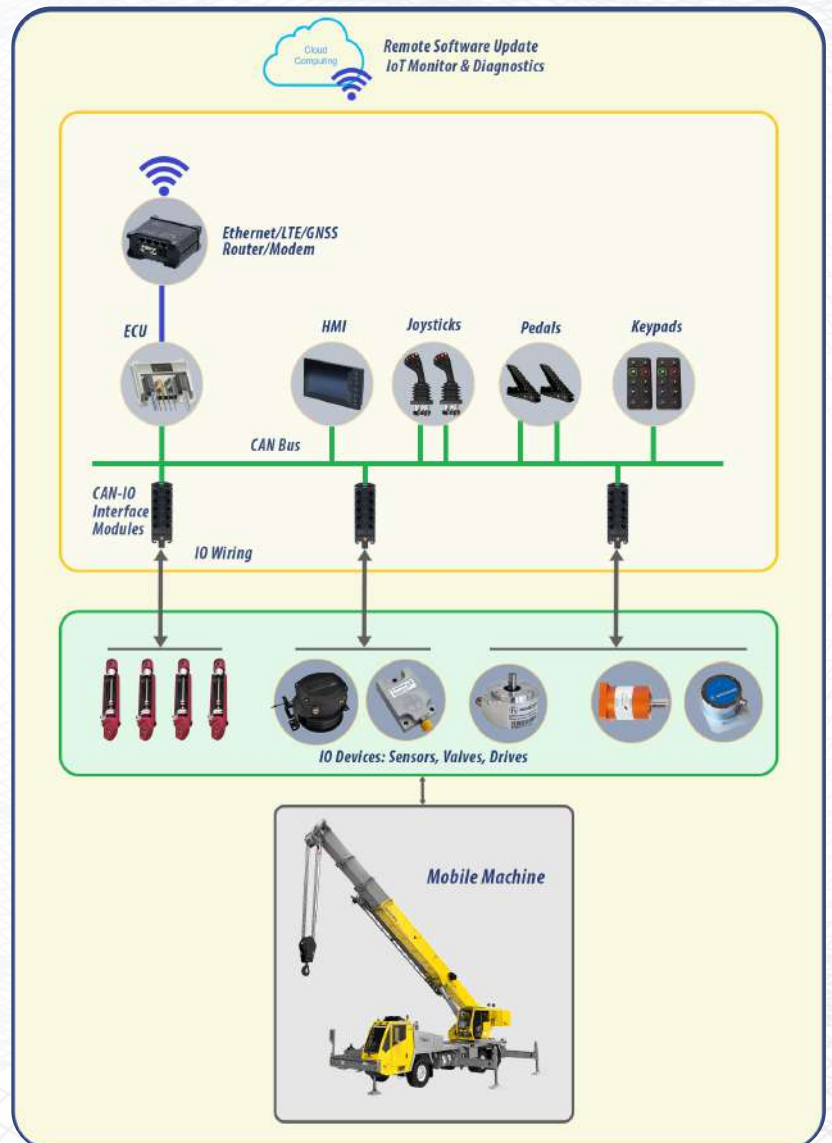 Cloud
Computing
Remote Software Update
IoT Monitor & Diagnostics
Ethernet/LTE/GNSS
Router/Modem
ECU
HMI
Joysticks
Pedals
Keypads
CAN Bus
CAN-IO
Interface
Modules
IO Wiring
IO Devices: Sensors, Valves, Drives
Mobile Machine